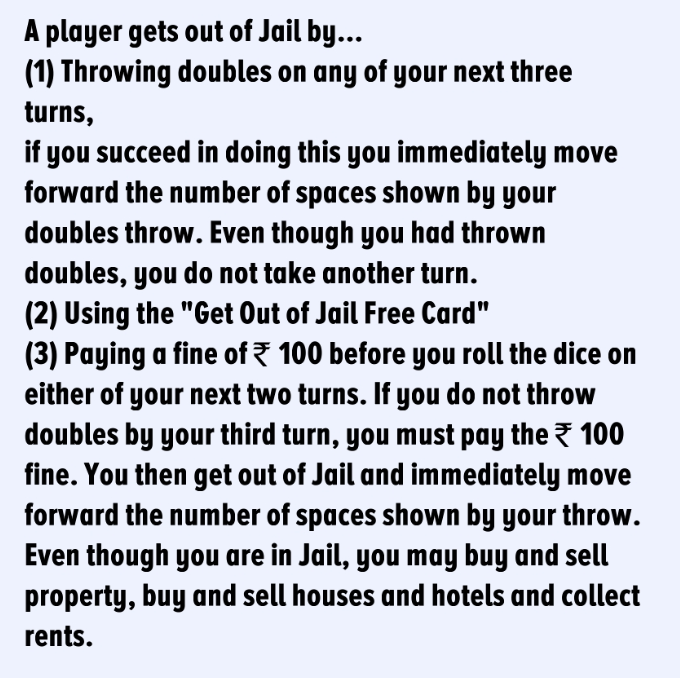 A player gets out of Jail by...
(1) Throwing doubles on any of your next three
turns,
if you succeed in doing this you immediately move
forward the number of spaces shown by your
doubles throw. Even though you had thrown
doubles, you do not take another turn.
(2) Using the "Get Out of Jail Free Card"
(3) Paying a fine of ₹ 100 before you roll the dice on
either of your next two turns. If you do not throw
doubles by your third turn, you must pay the ₹ 100
fine. You then get out of Jail and immediately move
forward the number of spaces shown by your throw.
Even though you are in Jail, you may buy and sell
property, buy and sell houses and hotels and collect
rents.